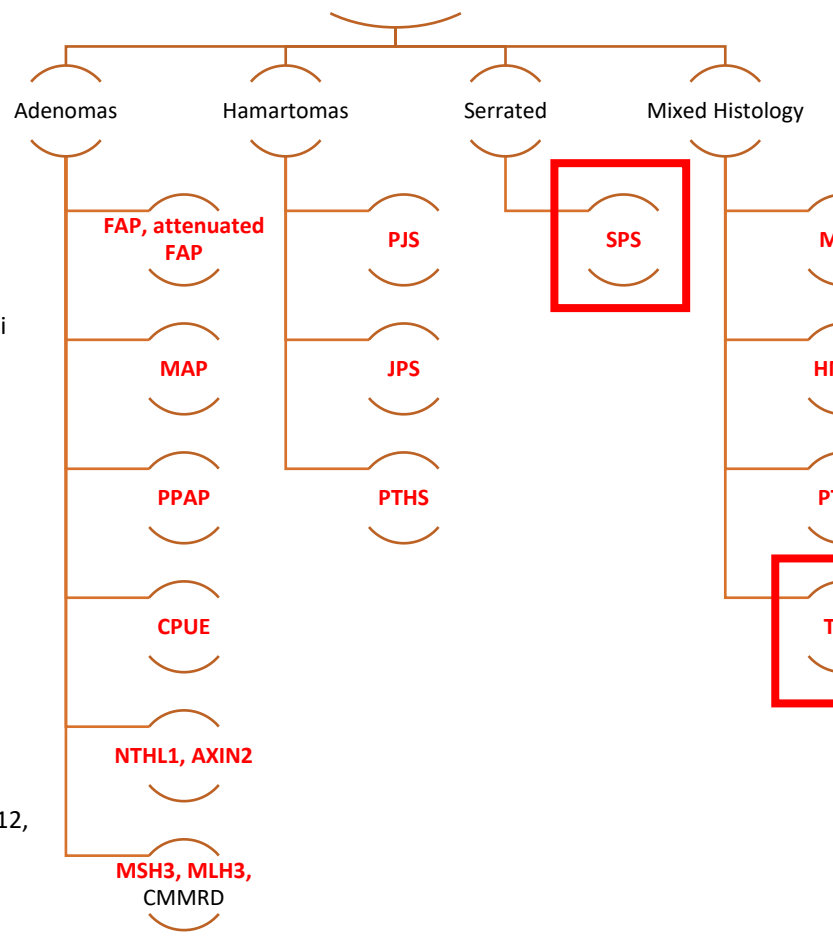 Adenomas
Hamartomas
Serrated
Mixed Histology
FAP, attenuated
FAP
PJS
SPS
M
i
MAP
JPS
PPAP
PTHS
CPUE
T
NTHL1, AXIN2
12,
MSH3, MLH3,
CMMRD